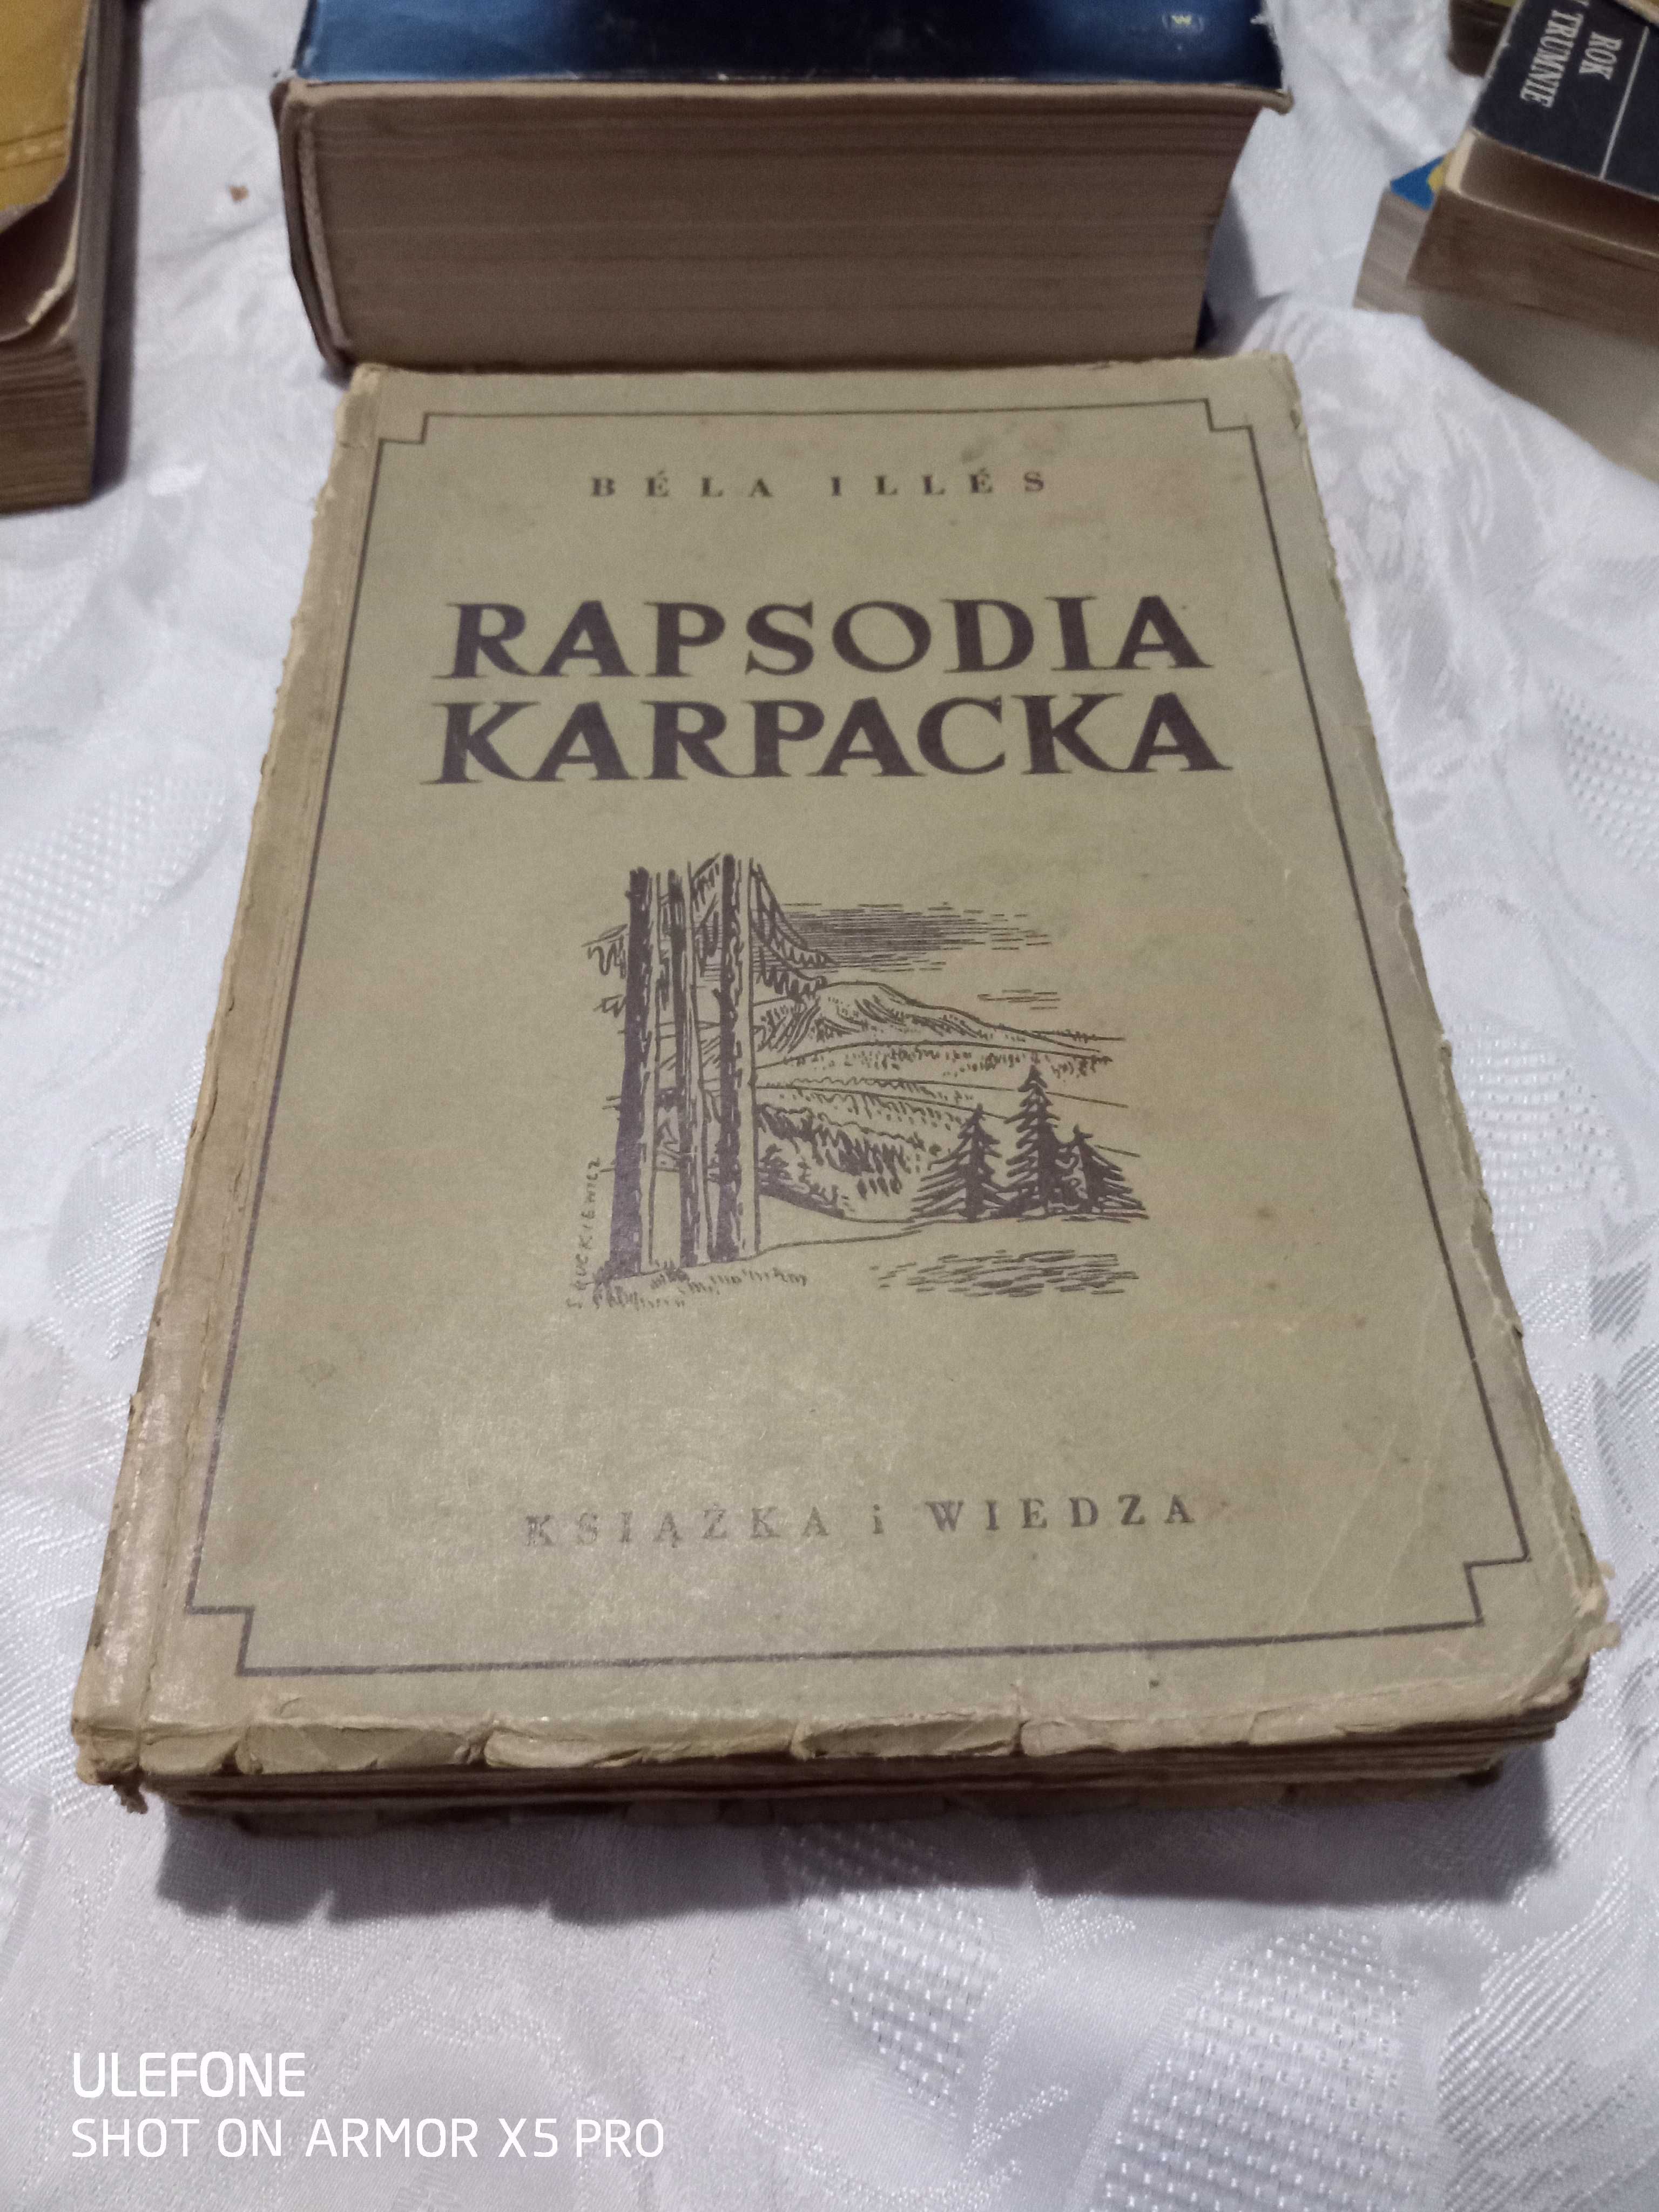 W
ROK
TRUMNIE
BÉLA ILLÉS
RAPSODIA
KARPACKA
KSIĄŻKA i WIEDZA
ULEFONE
SHOT ON ARMOR X5 PRO